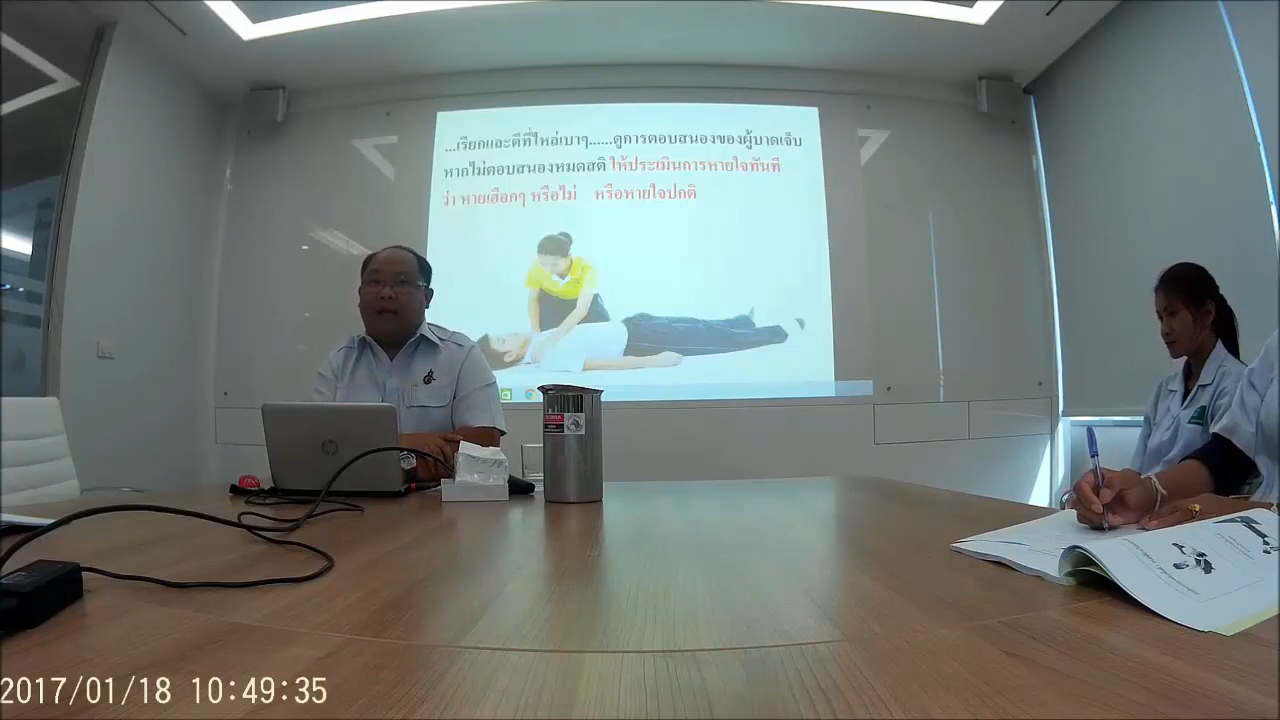 ...เรียกและตีที่ไหล่เบาๆ......ดูการตอบสนองของผู้บาดเจ็บ
หากไม่ตอบสนองหมดสติ ให้ประเมินการหายใจทันที
ว่า หายเฮือกๆ หรือไม่ หรือหายใจปกติ
hp
ZEBRA
2017/01/18 10:49:35